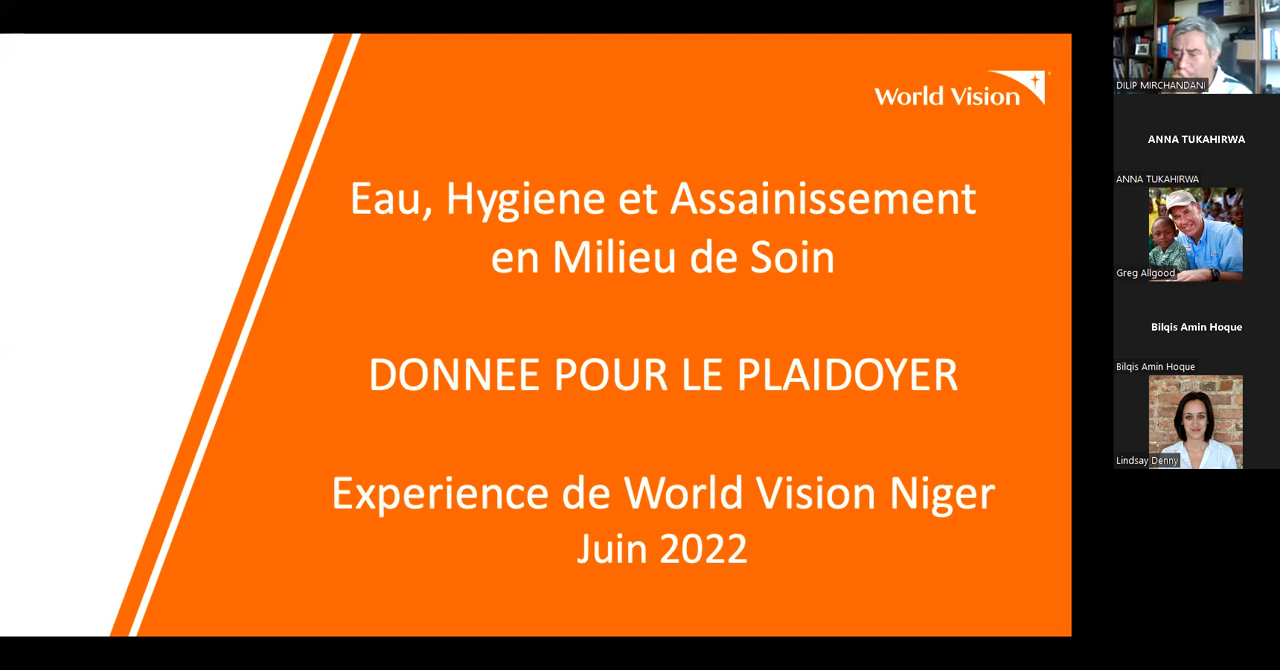 World Vision
Eau, Hygiene et Assainissement
en Milieu de Soin
DONNEE POUR LE PLAIDOYER
Experience de World Vision Niger
Juin 2022
DILIP MIRCHANDANI
ANNA TUKAHIRWA
ANNA TUKAHIRWA
Greg Allgood
Bilqis Amin Hoque
Bilqis Amin Hoque
Lindsay Denny